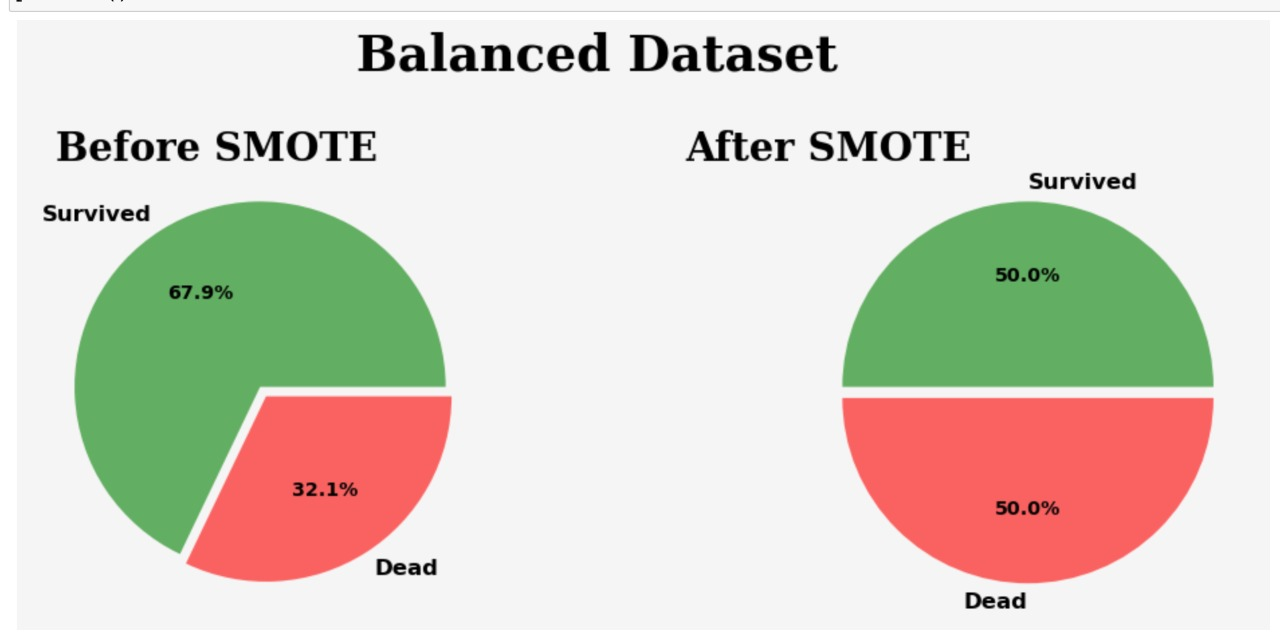 Balanced Dataset
Before SMOTE
After SMOTE
Survived
67.9%
32.1%
Dead
Survived
50.0%
50.0%
Dead